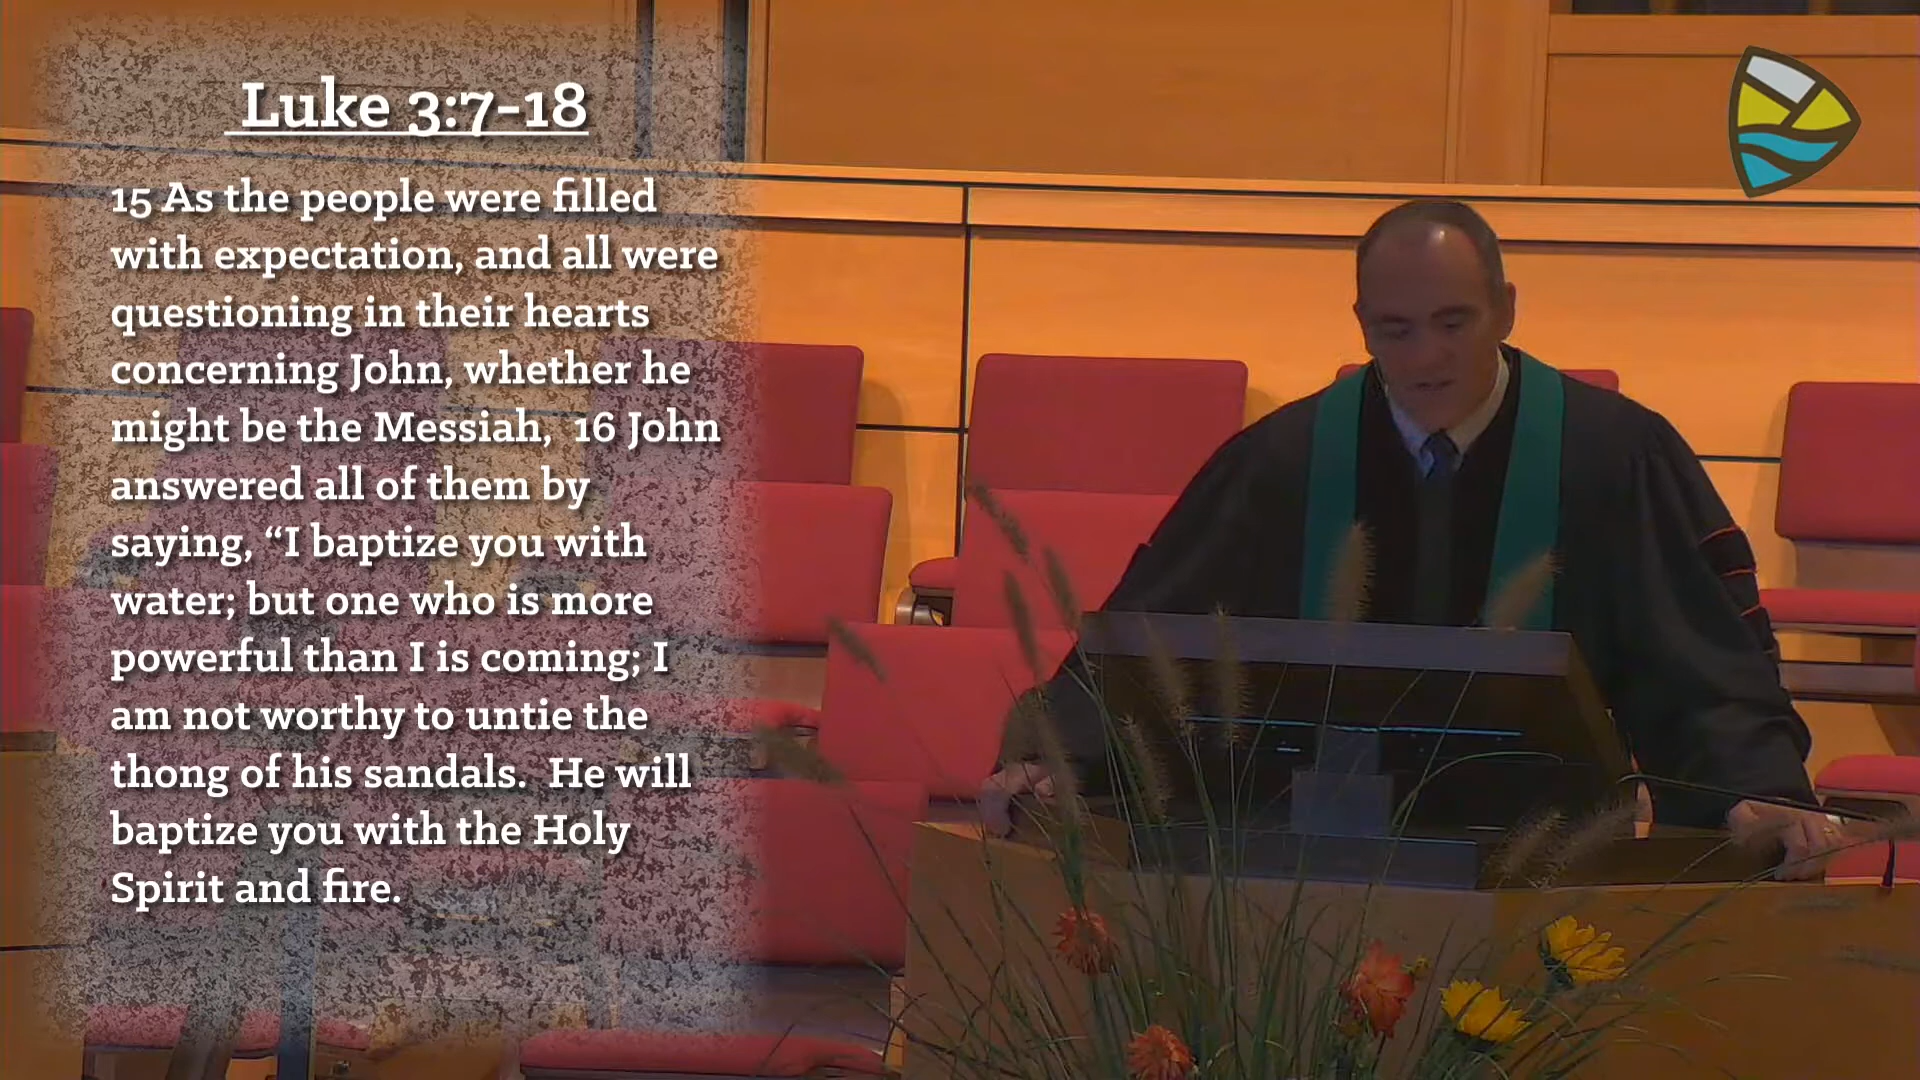 Luke 3:7-18
15 As the people were filled
with expectation, and all were
questioning in their hearts
concerning John, whether he
might be the Messiah,  16 John
answered all of them by
saying, “I baptize you with
water; but one who is more
powerful than I is coming; I
am not worthy to untie the
thong of his sandals.  He will
baptize you with the Holy
Spirit and fire.